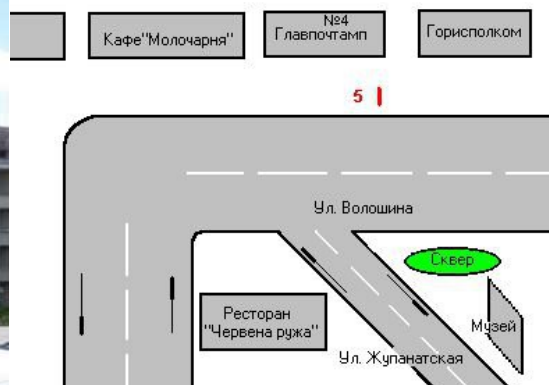 Кафе"Молочарня"
№4
Главпочтамп
Горисполком
5
Ул. Волошина
Сквер
Ресторан
"Червена ружа"
Музей
Ул. Жупанатская